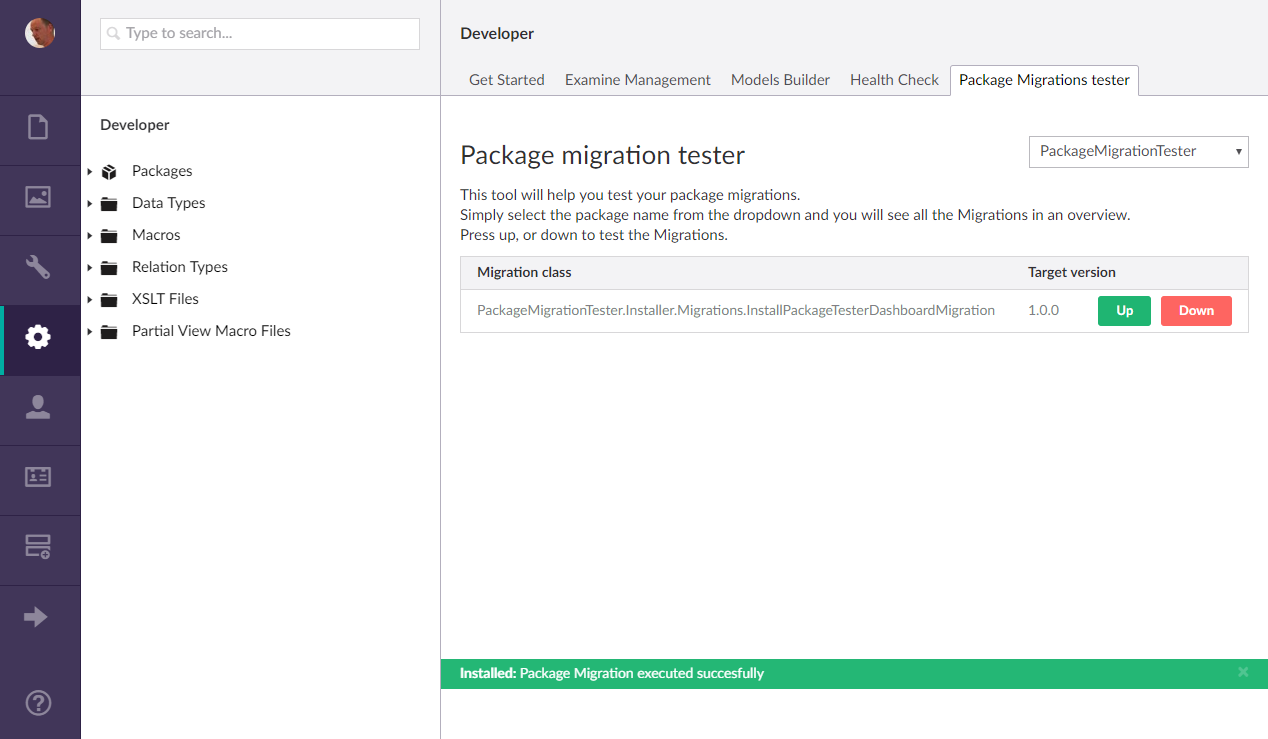 Type to search...
Developer
Packages
Data Types
Macros
Relation Types
XSLT Files
Partial View Macro Files
Developer
Get Started Examine Management Models Builder Health Check Package Migrations tester
Package migration tester
PackageMigrationTester
This tool will help you test your package migrations.
Simply select the package name from the dropdown and you will see all the Migrations in an overview.
Press up, or down to test the Migrations.
Migration class Target version
PackageMigrationTester.Installer.Migrations.InstallPackageTesterDashboardMigration 1.0.0 Up Down
Installed: Package Migration executed succesfully